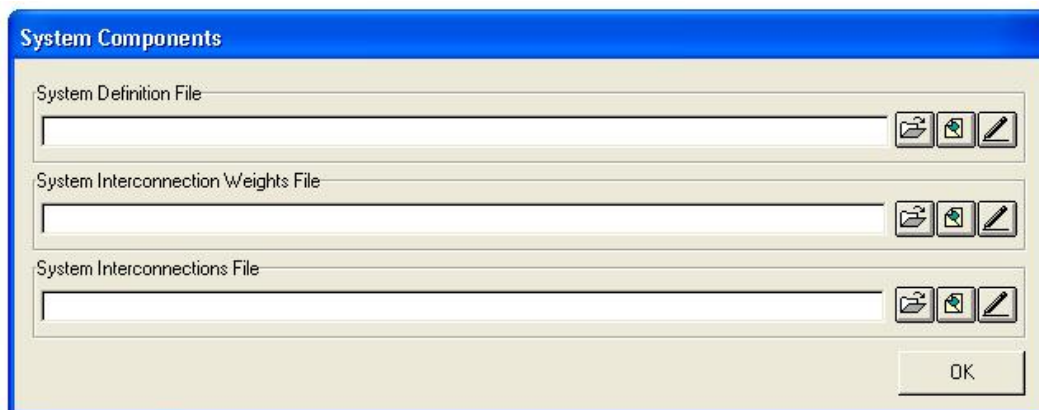 System Components
System Definition File
System Interconnection Weights File
System Interconnections File
OK